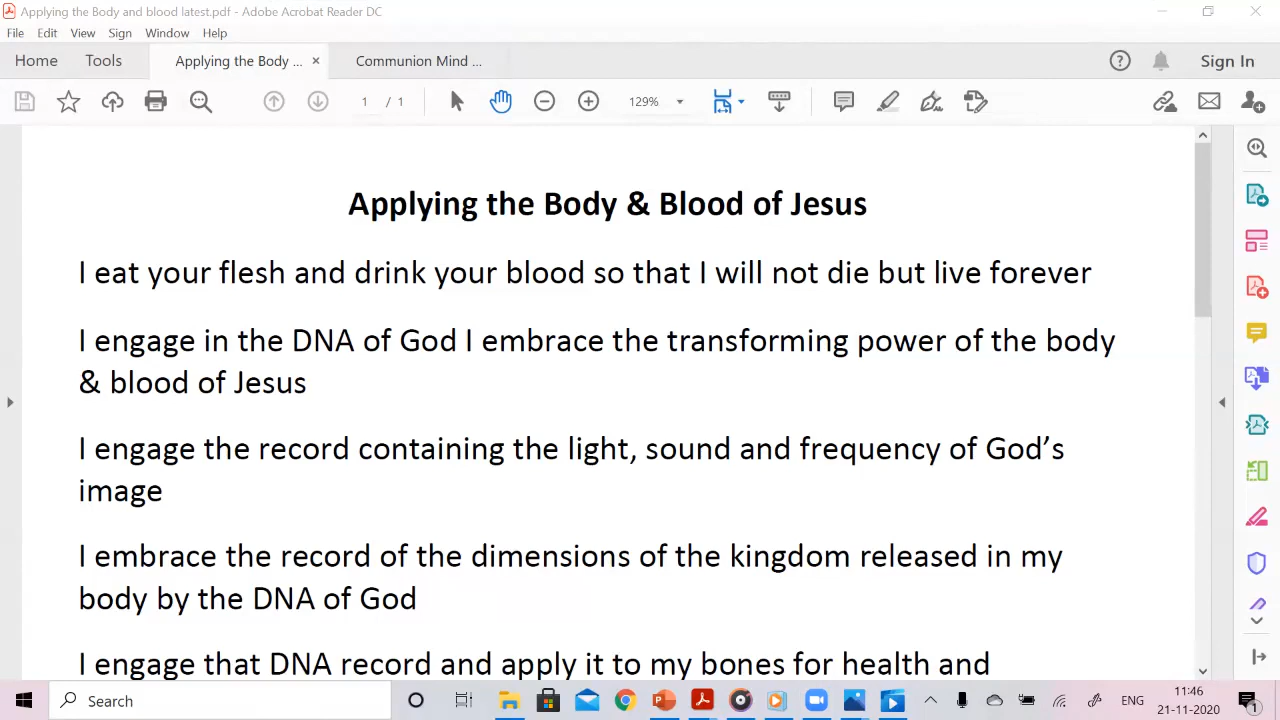 Applying the Body and blood latest.pdf - Adobe Acrobat Reader DC
File Edit View Sign Window Help
Home Tools Applying the Body ... × Communion Mind ... Sign In
1 / 1 129%
Applying the Body & Blood of Jesus
I eat your flesh and drink your blood so that I will not die but live forever
I engage in the DNA of God I embrace the transforming power of the body
& blood of Jesus
I engage the record containing the light, sound and frequency of God’s
image
I embrace the record of the dimensions of the kingdom released in my
body by the DNA of God
I engage that DNA record and apply it to my bones for health and
Search ENG 11:46
21-11-2020 1